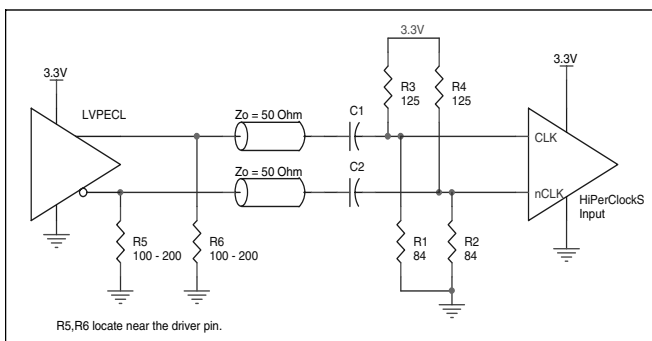 3.3V
3.3V
3.3V
LVPECL
R3
125
R4
125
Zo = 50 Ohm
C1
CLK
Zo = 50 Ohm
C2
nCLK
HiPerClockS
Input
R5
100 - 200
R6
100 - 200
R1
84
R2
84
R5,R6 locate near the driver pin.